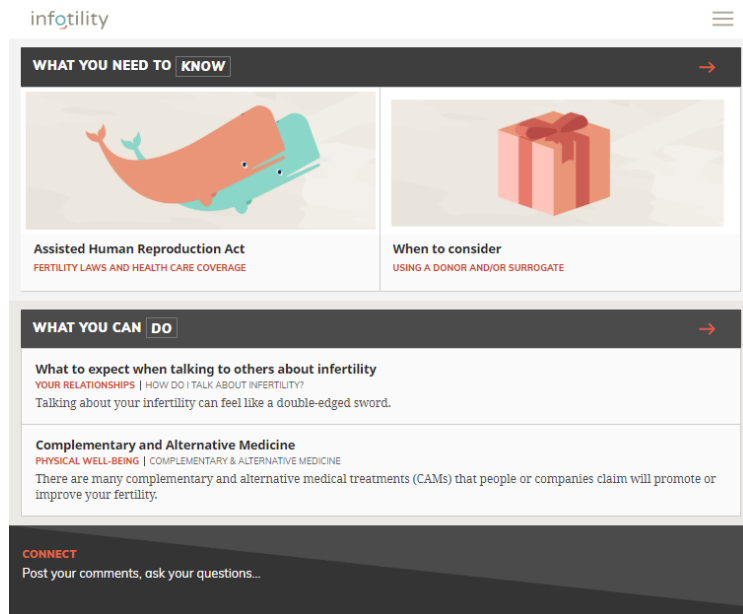 infotility
WHAT YOU NEED TO KNOW
Assisted Human Reproduction Act
FERTILITY LAWS AND HEALTH CARE COVERAGE
When to consider
USING A DONOR AND/OR SURROGATE
WHAT YOU CAN DO
What to expect when talking to others about infertility
YOUR RELATIONSHIPS | HOW DO I TALK ABOUT INFERTILITY?
Talking about your infertility can feel like a double-edged sword.
Complementary and Alternative Medicine
PHYSICAL WELL-BEING | COMPLEMENTARY & ALTERNATIVE MEDICINE
There are many complementary and alternative medical treatments (CAMs) that people or companies claim will promote or
improve your fertility.
CONNECT
Post your comments, ask your questions...